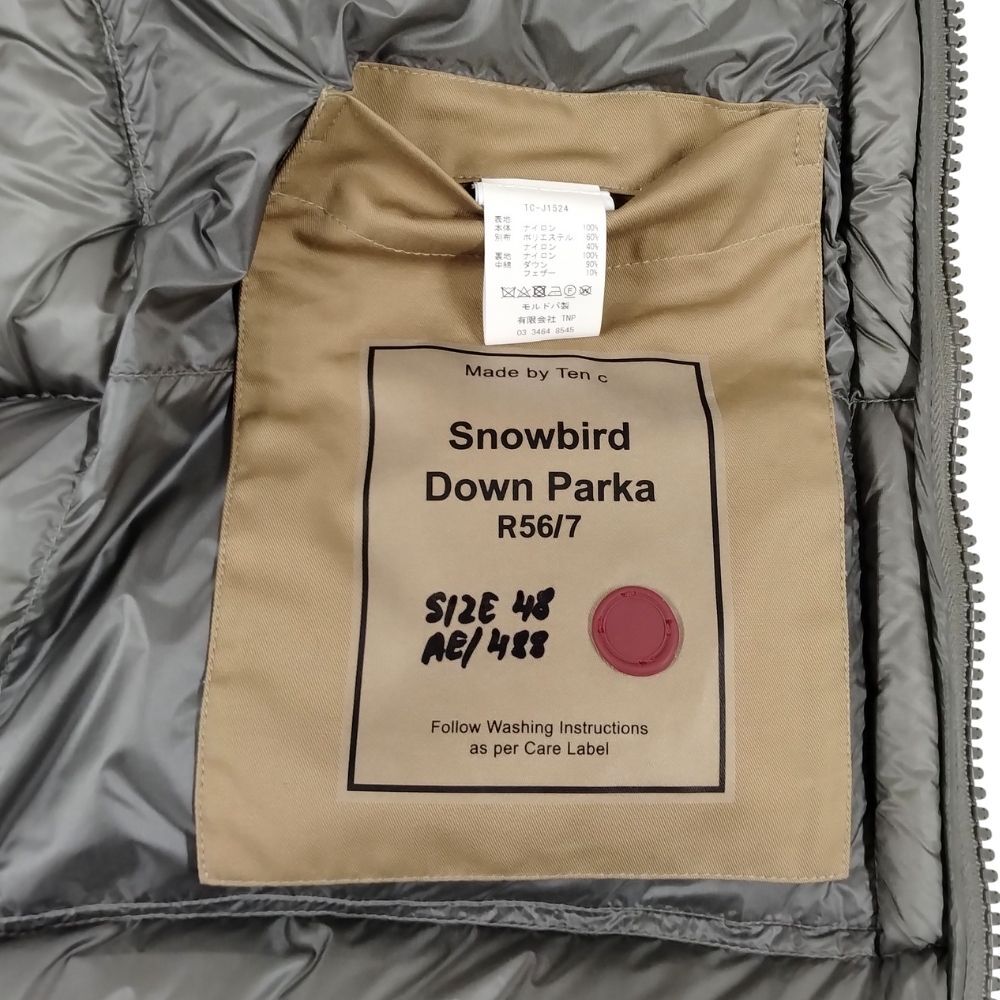 TC-J1524
表地
本体 ナイロン 100%
別布 ポリエステル 60%
ナイロン 40%
裏地 ナイロン 100%
中綿 ダウン 90%
フェザー 10%
モルドバ製
有限会社 TNP
03 3464 8545
Made by Ten c
Snowbird
Down Parka
R56/7
SIZE 48
AE/488
Follow Washing Instructions
as per Care Label